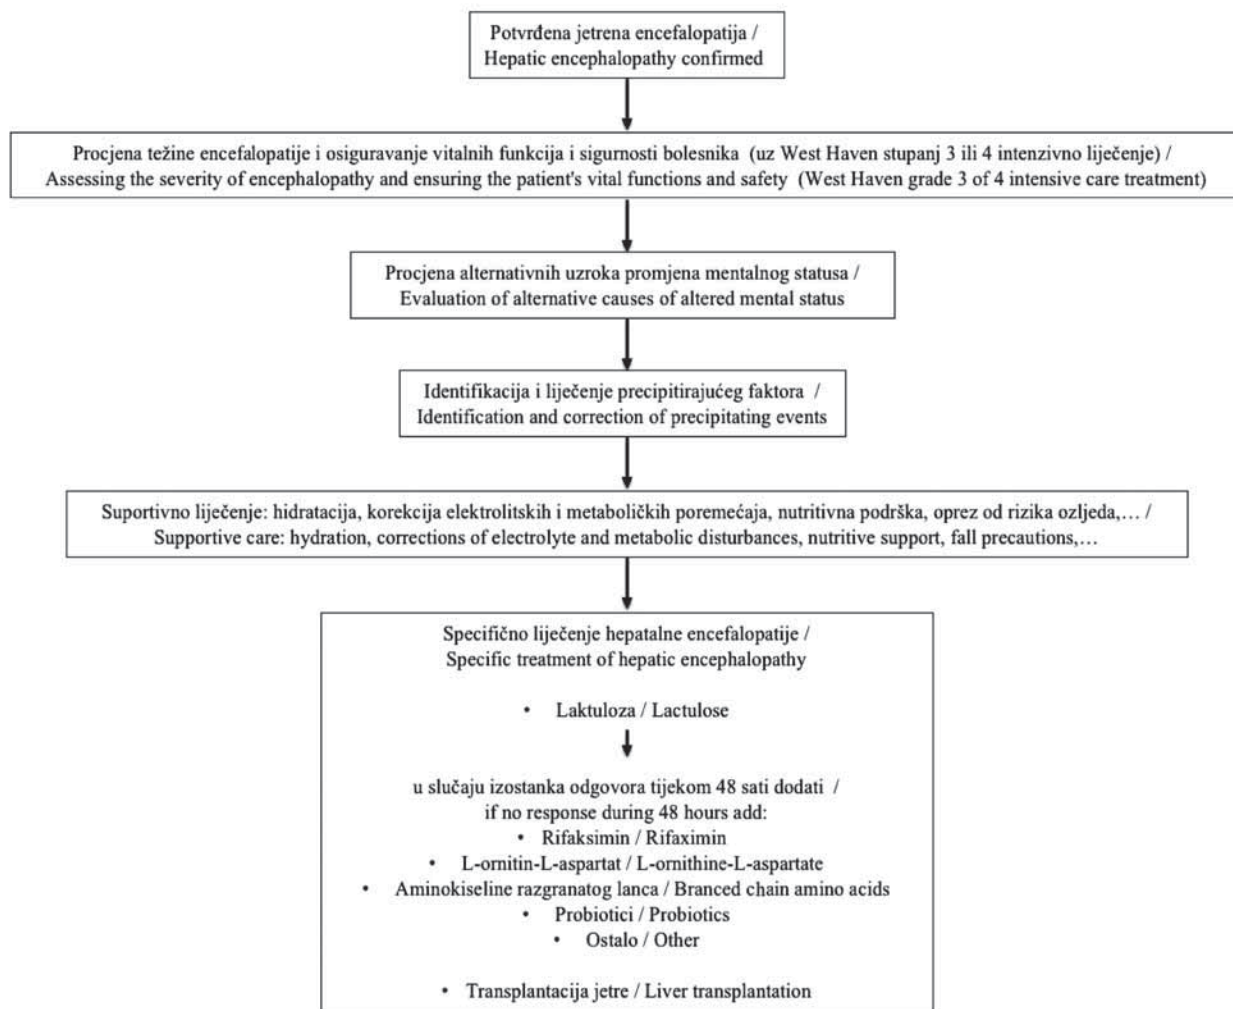 Potvrđena jetrena encefalopatija /
Hepatic encephalopathy confirmed
Procjena težine encefalopatije i osiguravanje vitalnih funkcija i sigurnosti bolesnika (uz West Haven stupanj 3 ili 4 intenzivno liječenje) /
Assessing the severity of encephalopathy and ensuring the patient's vital functions and safety (West Haven grade 3 of 4 intensive care treatment)
Procjena alternativnih uzroka promjena mentalnog statusa /
Evaluation of alternative causes of altered mental status
Identifikacija i liječenje precipitirajućeg faktora /
Identification and correction of precipitating events
Suportivno liječenje: hidratacija, korekcija elektrolitskih i metaboličkih poremećaja, nutritivna podrška, oprez od rizika ozljeda,… /
Supportive care: hydration, corrections of electrolyte and metabolic disturbances, nutritive support, fall precautions,…
Specifično liječenje hepatalne encefalopatije /
Specific treatment of hepatic encephalopathy
• Laktuloza / Lactulose
u slučaju izostanka odgovora tijekom 48 sati dodati /
if no response during 48 hours add:
• Rifaksimin / Rifaximin
• L-ornitin-L-aspartat / L-ornithine-L-aspartate
• Aminokiseline razgranatog lanca / Branced chain amino acids
• Probiotici / Probiotics
• Ostalo / Other
• Transplantacija jetre / Liver transplantation